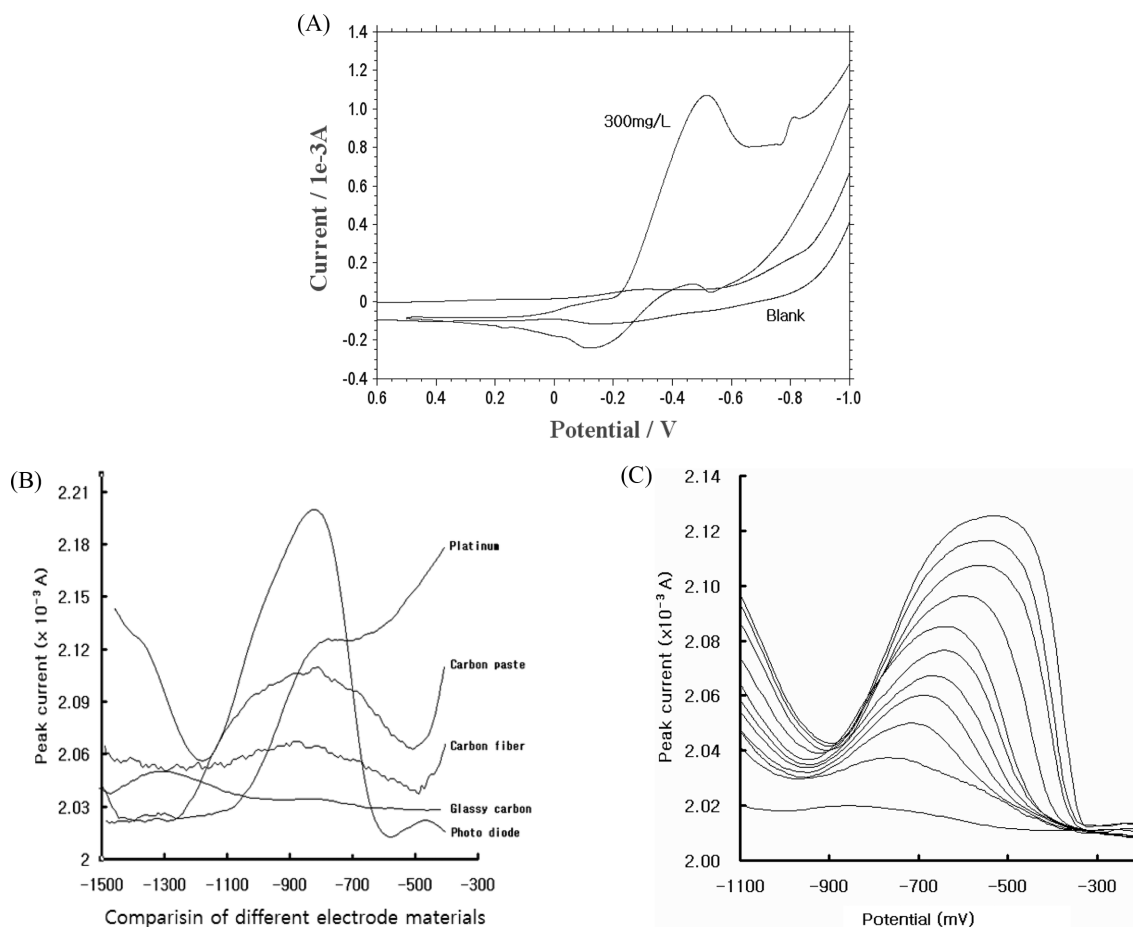 (A)
1.4
1.2
1.0
0.8
0.6
0.4
0.2
0
-0.2
-0.4
Current / 1e-3A
300mg/L
Blank
0.6 0.4 0.2 0 -0.2 -0.4 -0.6 -0.8 -1.0
Potential / V
(B)
2.21
2.18
2.15
2.12
2.09
2.06
2.03
2
Peak current (× 10⁻³ A)
Platinum
Carbon paste
Carbon fiber
Glassy carbon
Photo diode
-1500 -1300 -1100 -900 -700 -500 -300
Comparisin of different electrode materials
(C)
2.14
2.12
2.10
2.08
2.06
2.04
2.02
2.00
Peak current (x10⁻³ A)
-1100 -900 -700 -500 -300
Potential (mV)